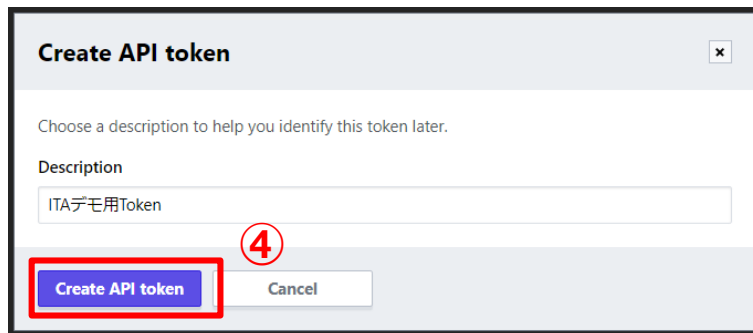 Create API token
×
Choose a description to help you identify this token later.
Description
ITAデモ用Token
④
Create API token
Cancel